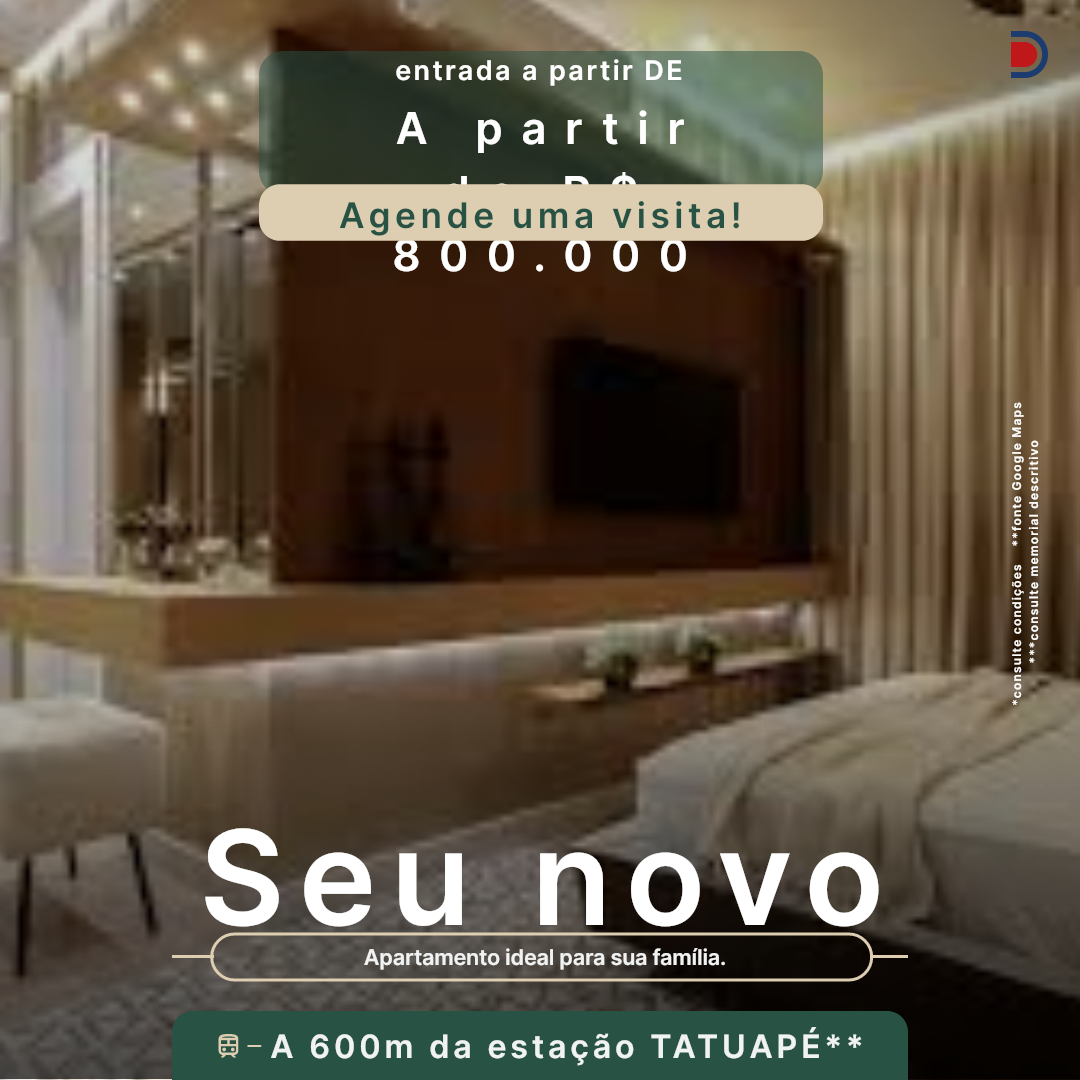 entrada a partir DE
A partir
Agende uma visita!
800.000
**fonte Google Maps
*consulte condições
***consulte memorial descritivo
Seu novo
Apartamento ideal para sua família.
A 600m da estação TATUAPÉ**